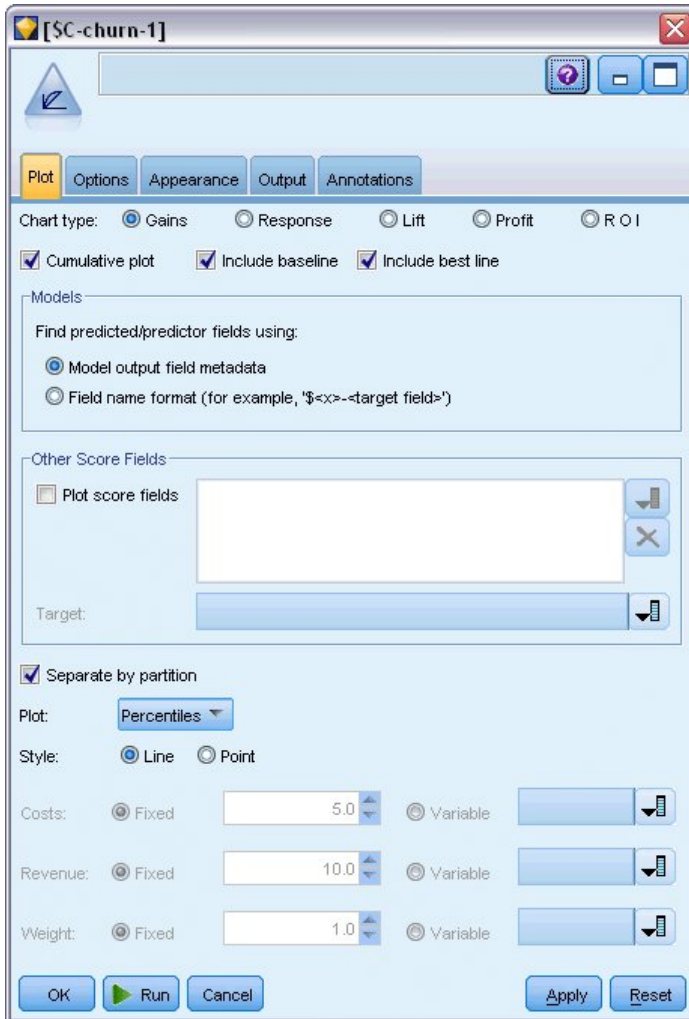 [$C-churn-1]
Plot Options Appearance Output Annotations
Chart type: Gains Response Lift Profit R O I
Cumulative plot Include baseline Include best line
Models
Find predicted/predictor fields using:
Model output field metadata
Field name format (for example, '$<x>-<target field>')
Other Score Fields
Plot score fields
Target:
Separate by partition
Plot: Percentiles
Style: Line Point
Costs: Fixed 5.0 Variable
Revenue: Fixed 10.0 Variable
Weight: Fixed 1.0 Variable
OK Run Cancel Apply Reset